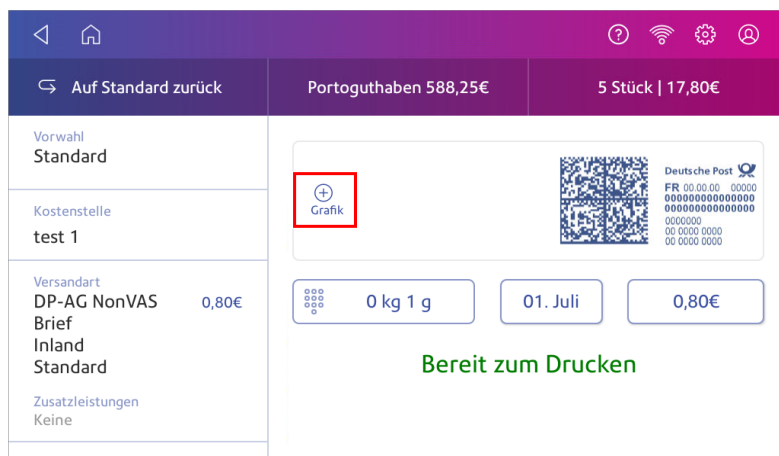 Auf Standard zurück
Portoguthaben 588,25€
5 Stück | 17,80€
Vorwahl
Standard
Kostenstelle
test 1
Versandart
DP-AG NonVAS 0,80€
Brief
Inland
Standard
Zusatzleistungen
Keine
Grafik
Deutsche Post
FR 00.00.00 00000
000000000000000
000000000000000
0000000
00 0000 0000
00 0000 0000
0 kg 1 g
01. Juli
0,80€
Bereit zum Drucken